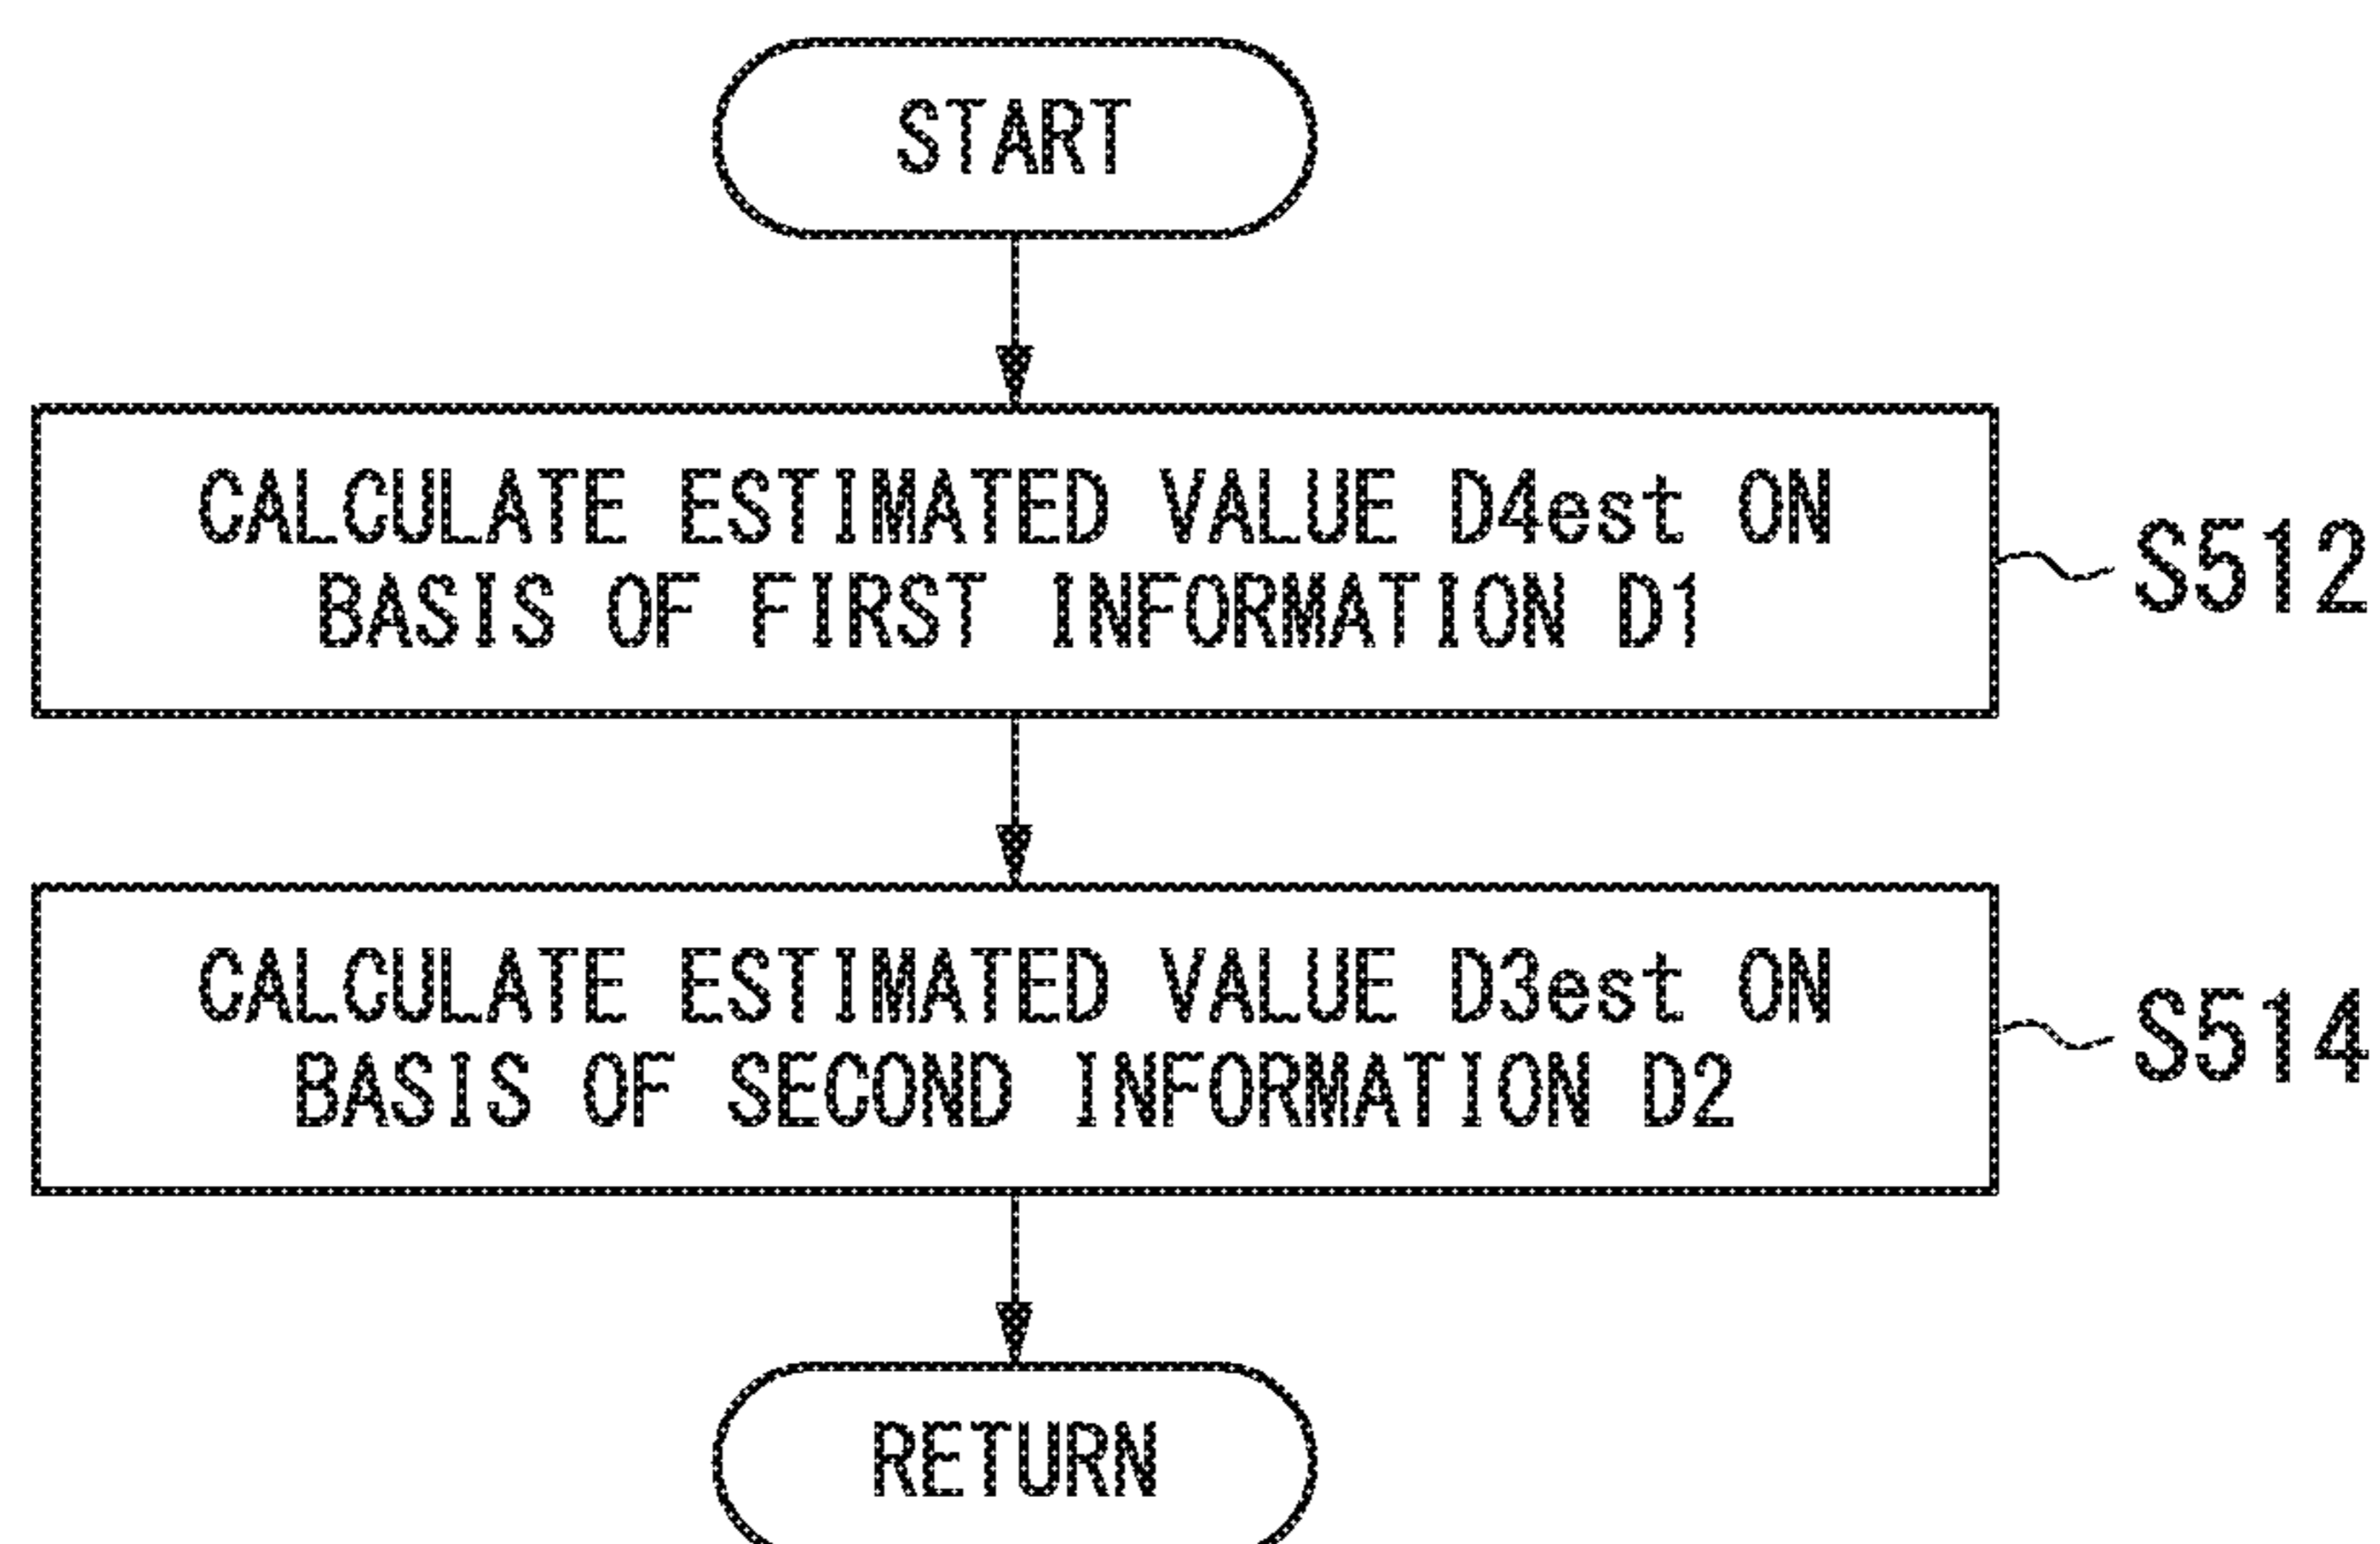 START
CALCULATE ESTIMATED VALUE D4est ON
BASIS OF FIRST INFORMATION D1
S512
CALCULATE ESTIMATED VALUE D3est ON
BASIS OF SECOND INFORMATION D2
S514
RETURN